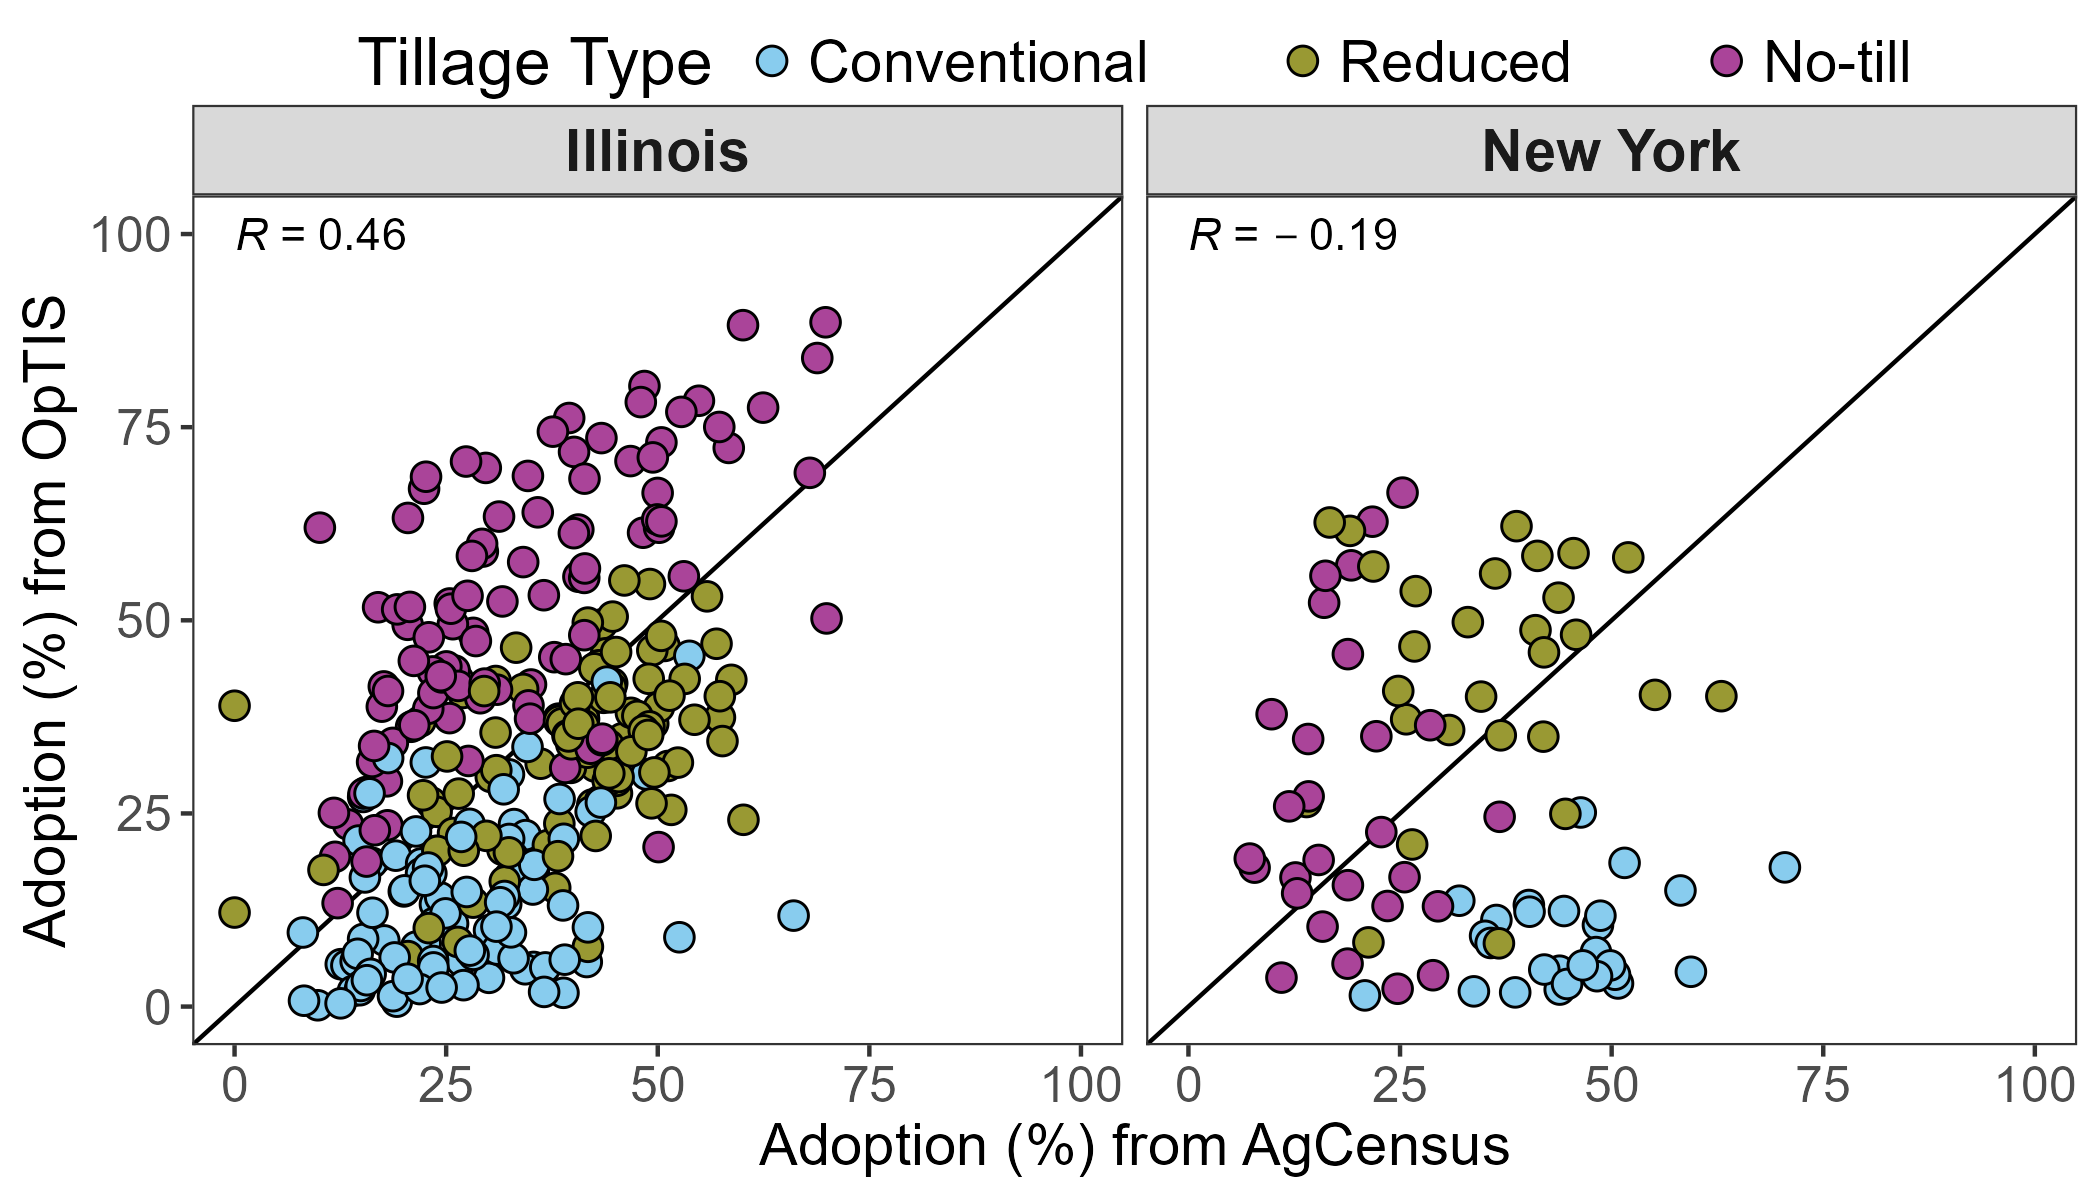 Tillage Type Conventional Reduced No-till
Illinois New York
R = 0.46 R = – 0.19
100
75
50
25
0
0 25 50 75 100 0 25 50 75 100
Adoption (%) from AgCensus
Adoption (%) from OpTIS